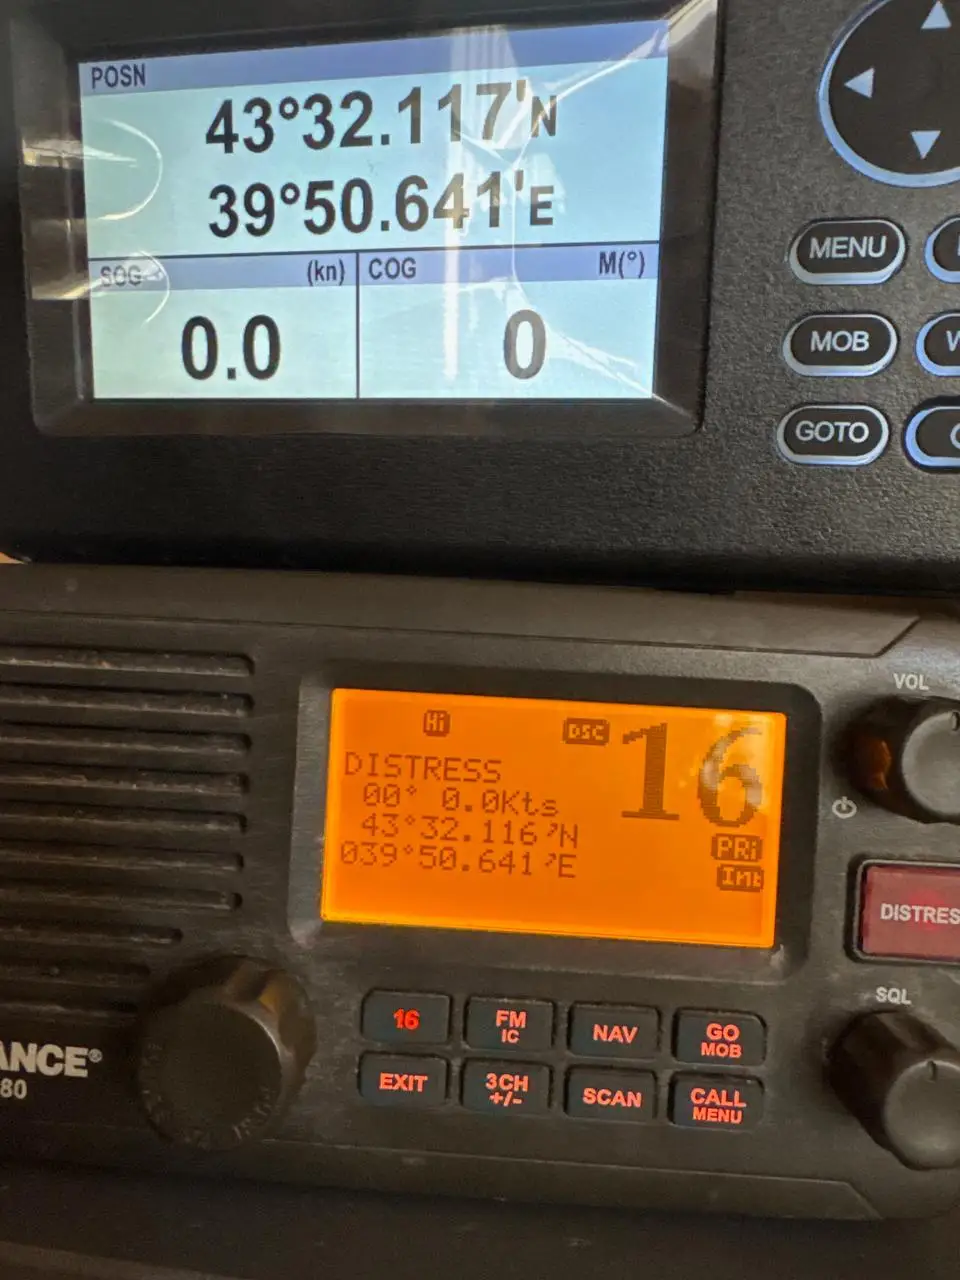 POSN
43°32.117'N
39°50.641'E
SOG (kn) COG M(°)
0.0 0
MENU
MOB
GOTO
VOL
Hi DSC 16
DISTRESS
00° 0.0Kts
43°32.116'N
039°50.641'E
PRi
Int
DISTRES
SQL
16 FM IC NAV GO MOB
EXIT 3CH +/- SCAN CALL MENU
ANCE®
80